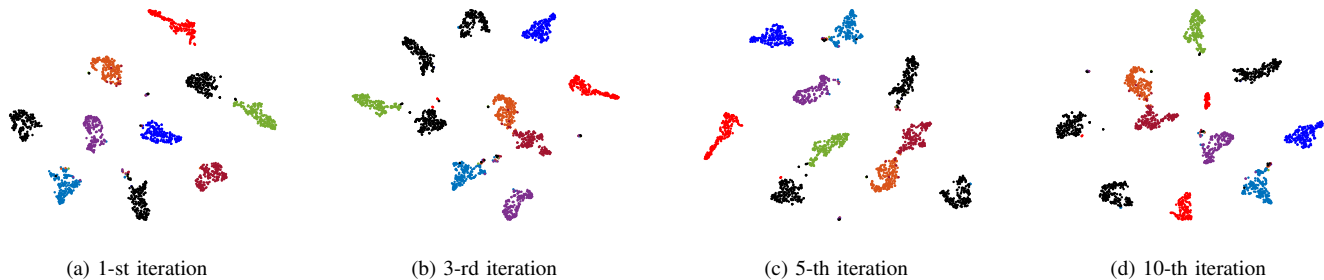 (a) 1-st iteration
(b) 3-rd iteration
(c) 5-th iteration
(d) 10-th iteration